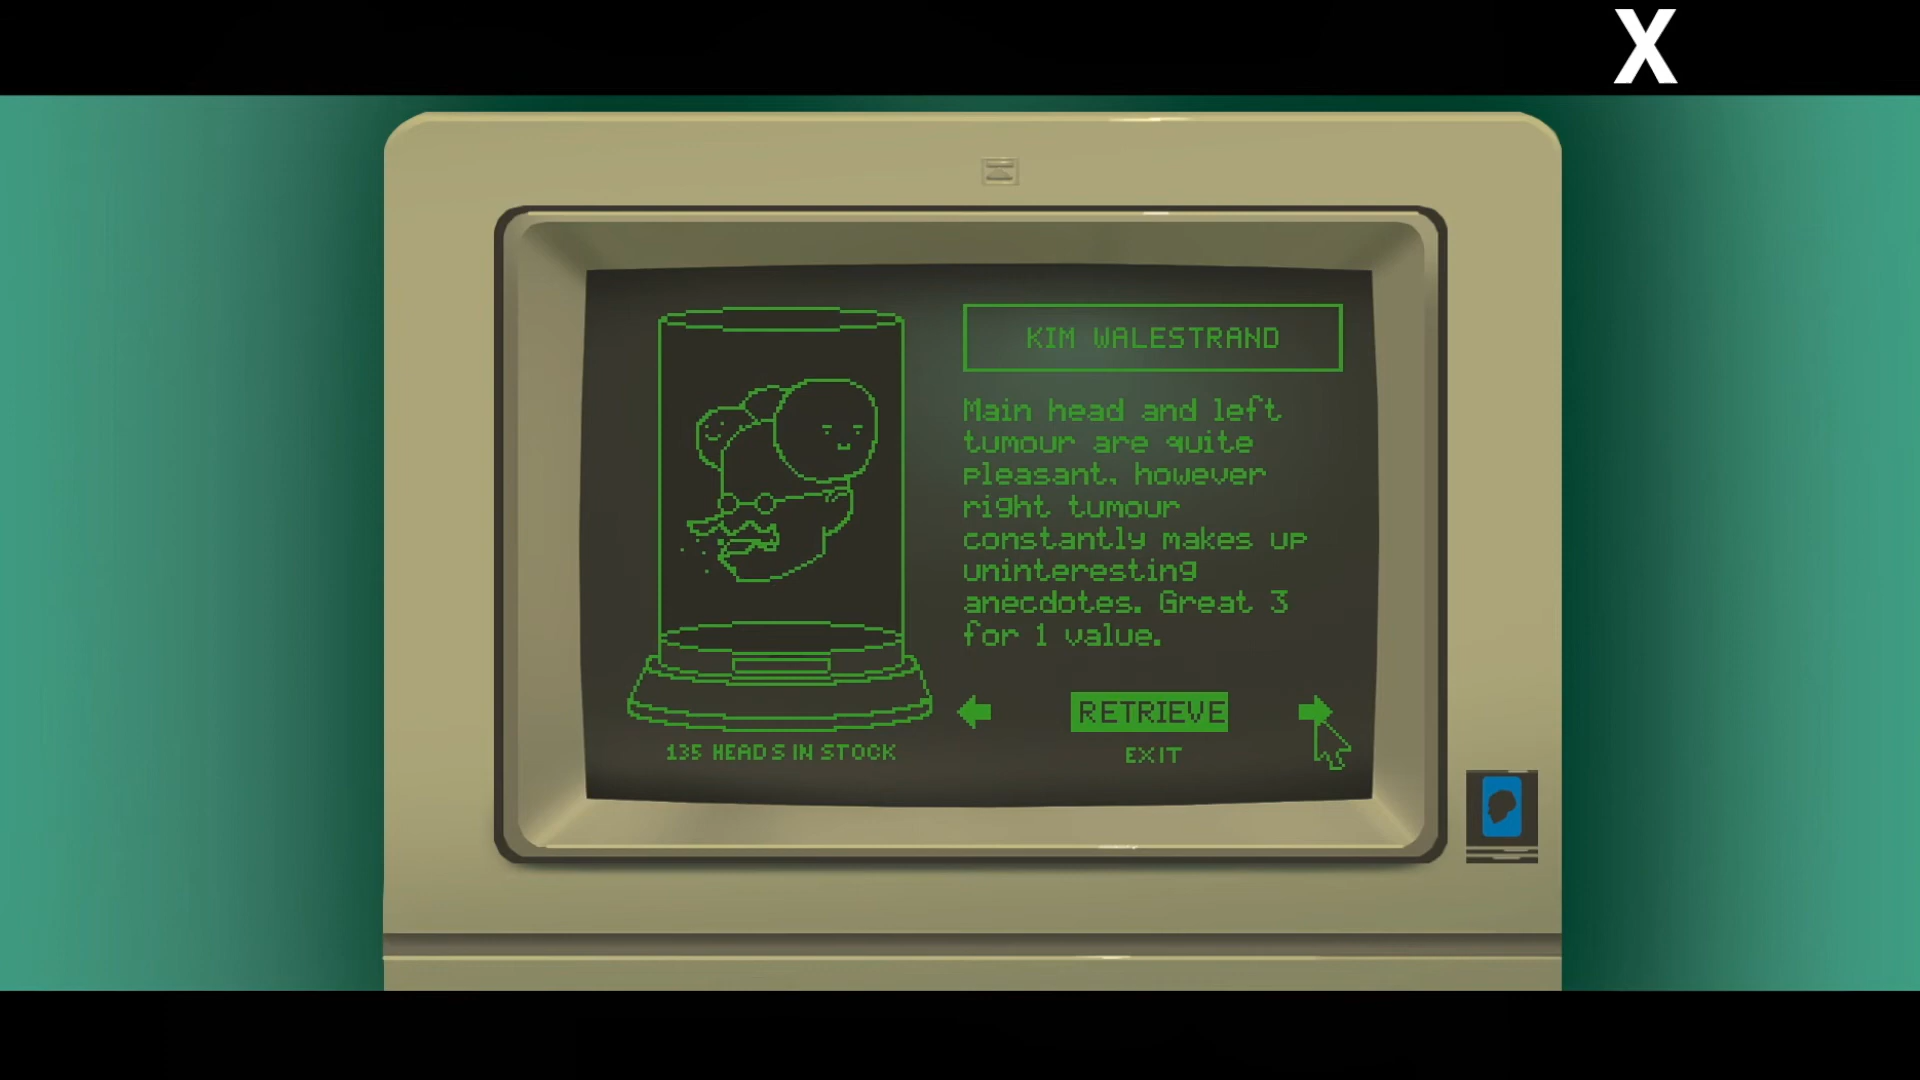 X
KIM WALESTRAND
Main head and left
tumour are quite
pleasant, however
right tumour
constantly makes up
uninteresting
anecdotes. Great 3
for 1 value.
RETRIEVE
135 HEADS IN STOCK
EXIT